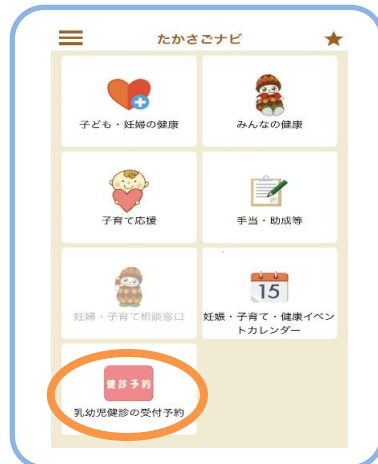 たかさごナビ
子ども・妊婦の健康
みんなの健康
子育て応援
手当・助成等
妊婦・子育て相談窓口
15
妊娠・子育て・健康イベン
トカレンダー
健診予約
乳幼児健診の受付予約